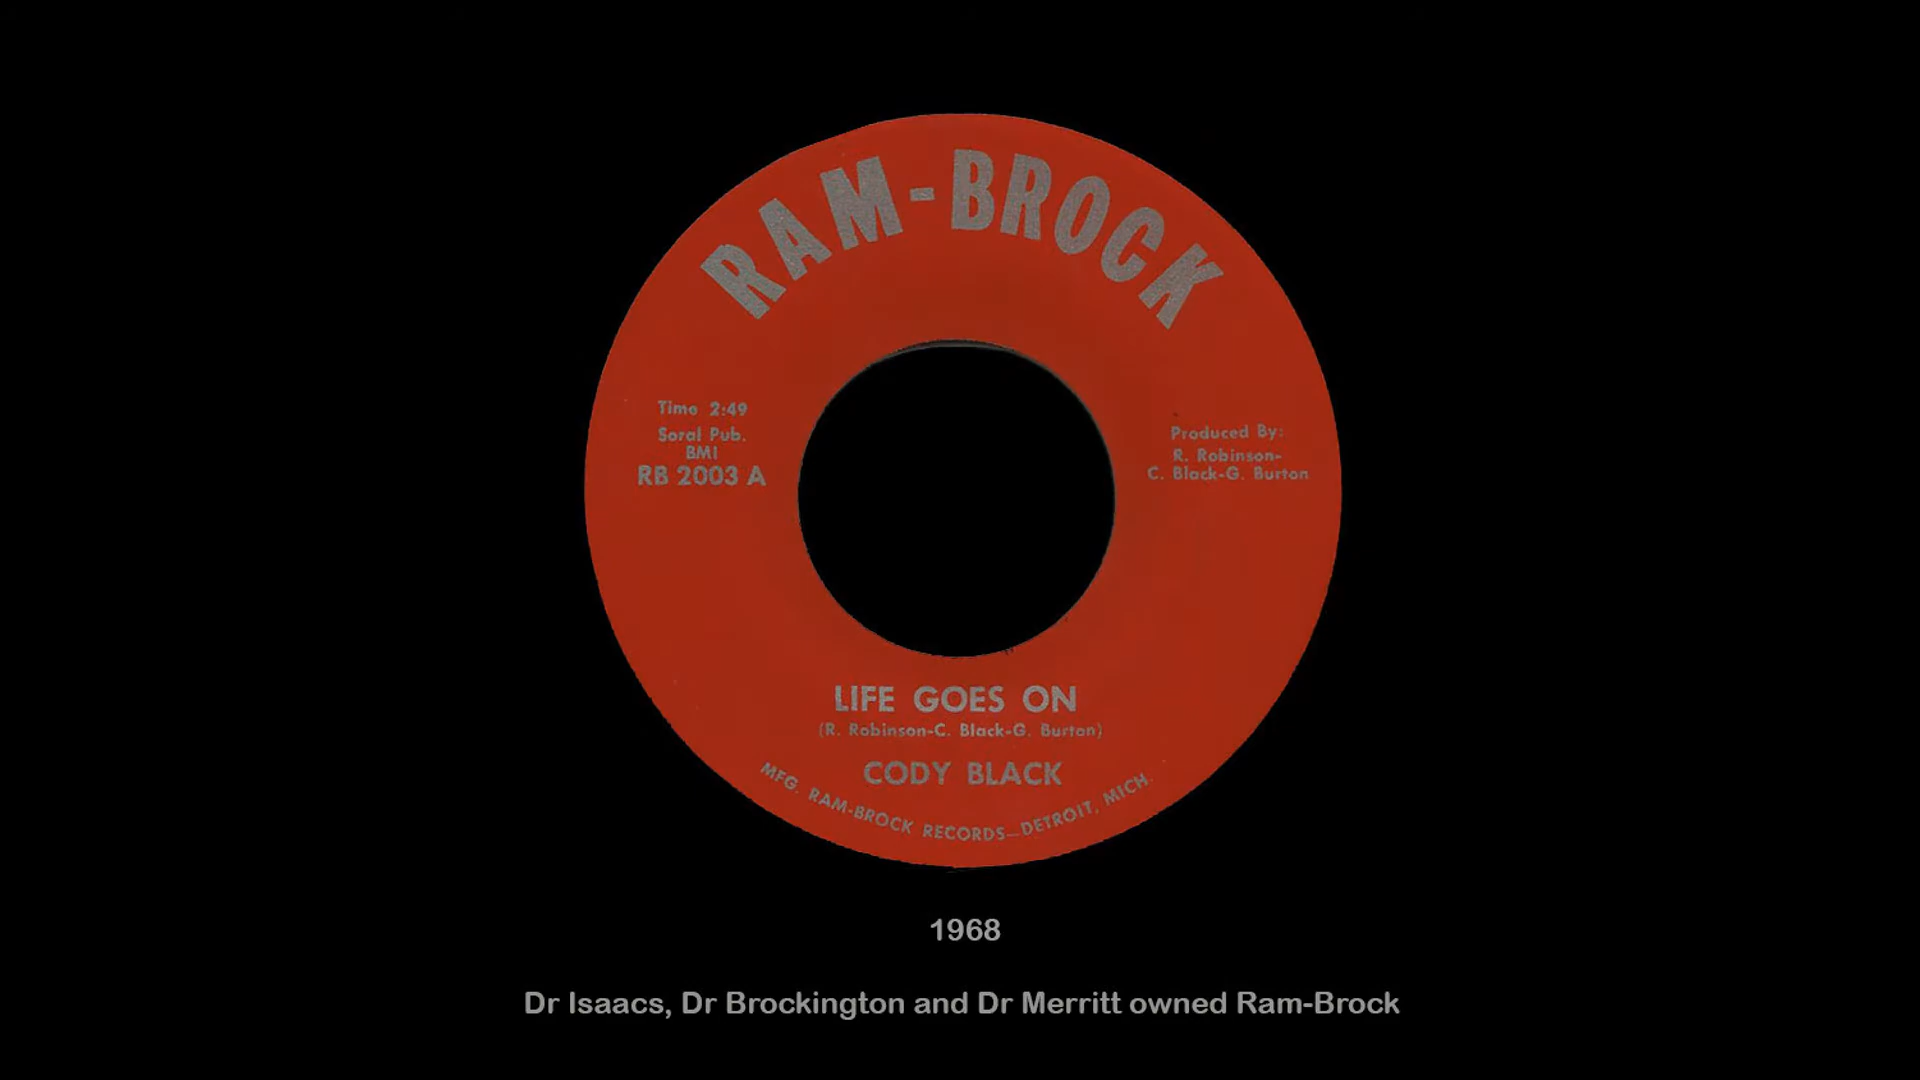 RAM-BROCK
Time 2:49
Soral Pub.
BMI
RB 2003 A
Produced By:
R. Robinson-
C. Black-G. Burton
LIFE GOES ON
(R. Robinson-C. Black-G. Burton)
CODY BLACK
MFG. RAM-BROCK RECORDS—DETROIT, MICH.
1968
Dr Isaacs, Dr Brockington and Dr Merritt owned Ram-Brock